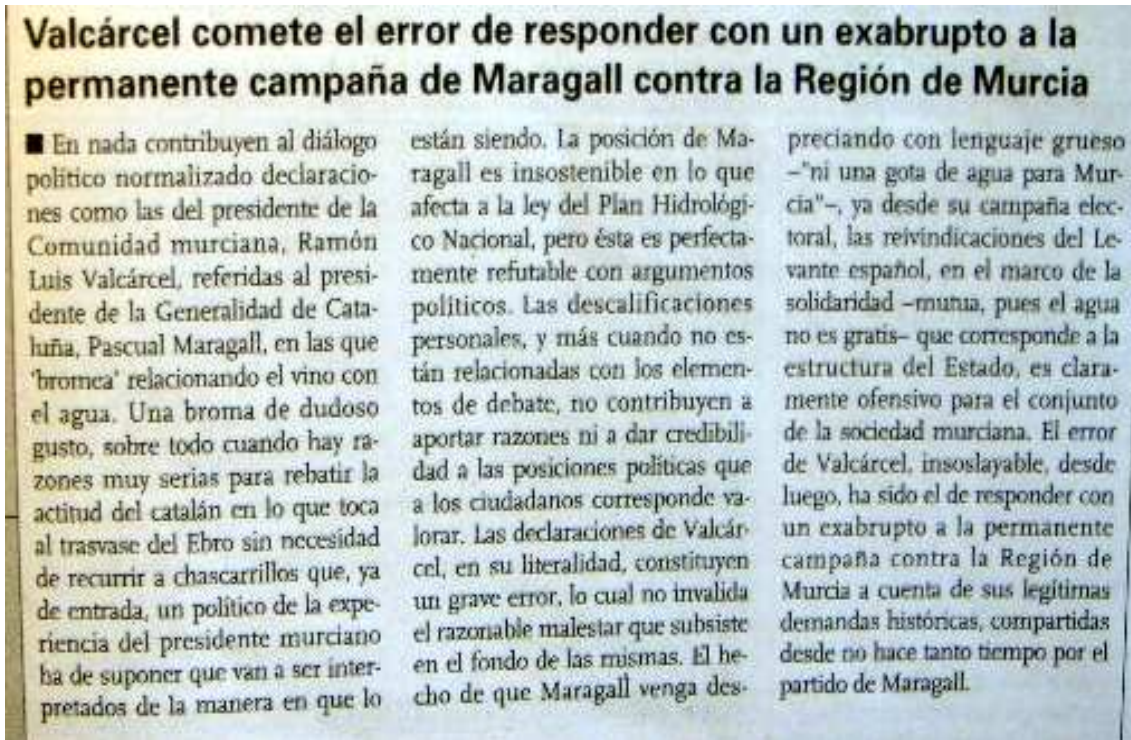 Valcárcel comete el error de responder con un exabrupto a la
permanente campaña de Maragall contra la Región de Murcia
■ En nada contribuyen al diálogo
político normalizado declaracio-
nes como las del presidente de la
Comunidad murciana, Ramón
Luis Valcárcel, referidas al presi-
dente de la Generalidad de Cata-
luña, Pascual Maragall, en las que
'bromea' relacionando el vino con
el agua. Una broma de dudoso
gusto, sobre todo cuando hay ra-
zones muy serias para rebatir la
actitud del catalán en lo que toca
al trasvase del Ebro sin necesidad
de recurrir a chascarrillos que, ya
de entrada, un político de la expe-
riencia del presidente murciano
ha de suponer que van a ser inter-
pretados de la manera en que lo
están siendo. La posición de Ma-
ragall es insostenible en lo que
afecta a la ley del Plan Hidrológi-
co Nacional, pero ésta es perfecta-
mente refutable con argumentos
políticos. Las descalificaciones
personales, y más cuando no es-
tán relacionadas con los elemen-
tos de debate, no contribuyen a
aportar razones ni a dar credibili-
dad a las posiciones políticas que
a los ciudadanos corresponde va-
lorar. Las declaraciones de Valcár-
cel, en su literalidad, constituyen
un grave error, lo cual no invalida
el razonable malestar que subsiste
en el fondo de las mismas. El he-
cho de que Maragall venga des-
preciando con lenguaje grueso
–"ni una gota de agua para Mur-
cia"–, ya desde su campaña elec-
toral, las reivindicaciones del Le-
vante español, en el marco de la
solidaridad –mutua, pues el agua
no es gratis– que corresponde a la
estructura del Estado, es clara-
mente ofensivo para el conjunto
de la sociedad murciana. El error
de Valcárcel, insoslayable, desde
luego, ha sido el de responder con
un exabrupto a la permanente
campaña contra la Región de
Murcia a cuenta de sus legítimas
demandas históricas, compartidas
desde no hace tanto tiempo por el
partido de Maragall.